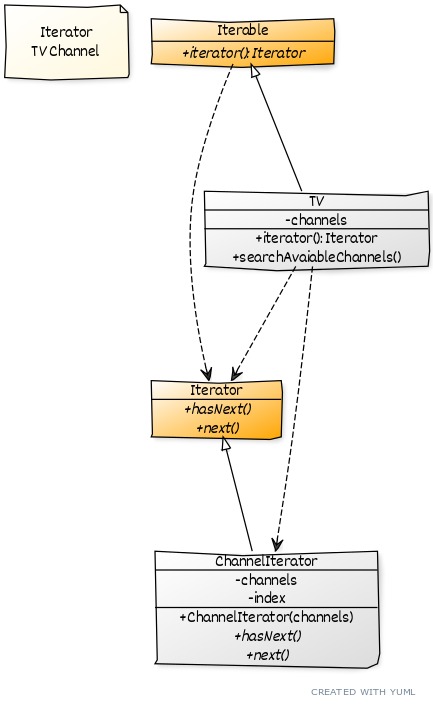 Iterator
TV Channel
Iterable
+iterator(): Iterator
TV
-channels
+iterator(): Iterator
+searchAvaiableChannels()
Iterator
+hasNext()
+next()
ChannelIterator
-channels
-index
+ChannelIterator(channels)
+hasNext()
+next()
CREATED WITH YUML